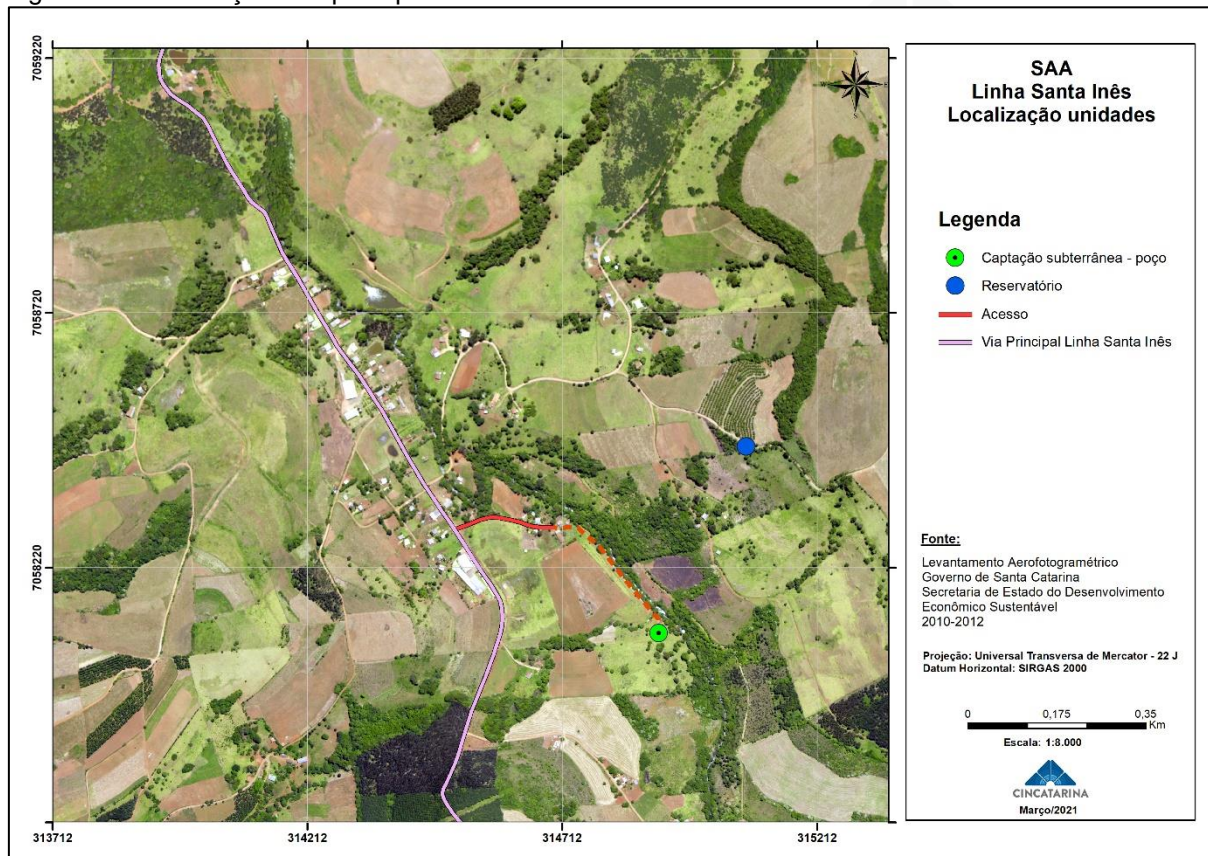 7059220
7058720
7058220
313712
314212
314712
315212
SAA
Linha Santa Inês
Localização unidades
Legenda
Captação subterrânea - poço
Reservatório
Acesso
Via Principal Linha Santa Inês
Fonte:
Levantamento Aerofotogramétrico
Governo de Santa Catarina
Secretaria de Estado do Desenvolvimento
Econômico Sustentável
2010-2012
Projeção: Universal Transversa de Mercator - 22 J
Datum Horizontal: SIRGAS 2000
0 0,175 0,35
Km
Escala: 1:8.000
CINCATARINA
Março/2021